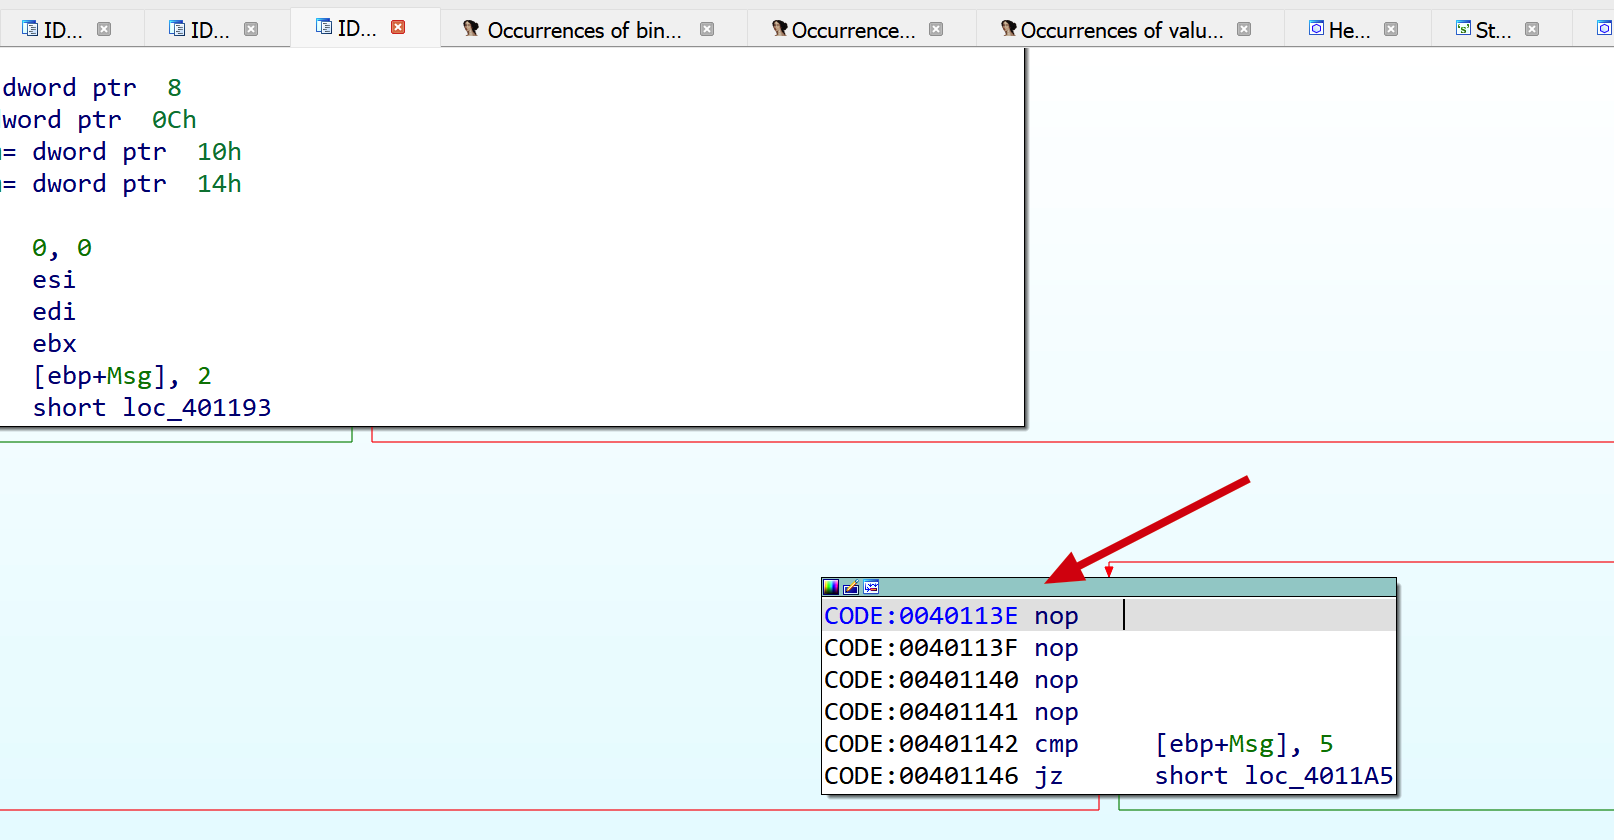 ID... ID... ID... Occurrences of bin... Occurrence... Occurrences of valu... He... St...
dword ptr  8
word ptr  0Ch
= dword ptr  10h
= dword ptr  14h
0, 0
esi
edi
ebx
[ebp+Msg], 2
short loc_401193
CODE:0040113E nop
CODE:0040113F nop
CODE:00401140 nop
CODE:00401141 nop
CODE:00401142 cmp     [ebp+Msg], 5
CODE:00401146 jz      short loc_4011A5